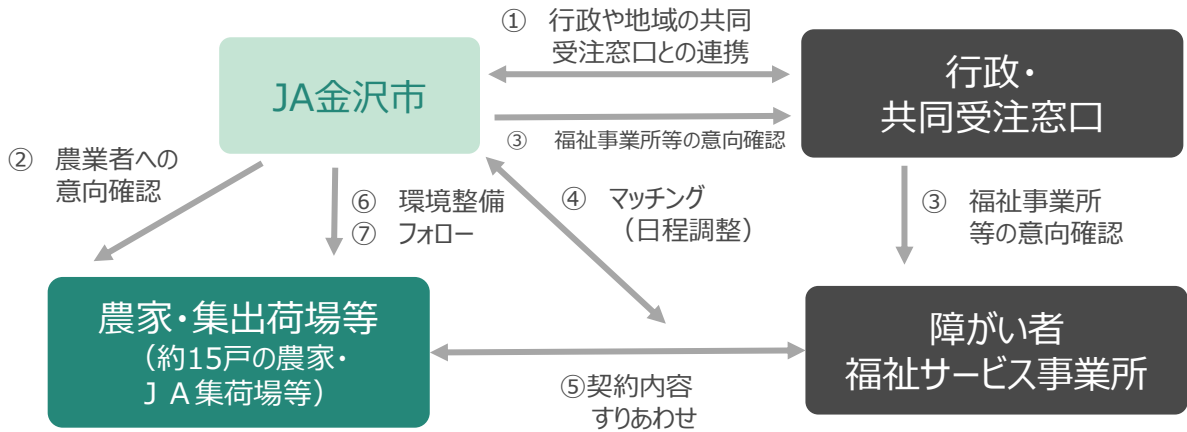 ① 行政や地域の共同
受注窓口との連携
JA金沢市
行政・
共同受注窓口
③ 福祉事業所等の意向確認
② 農業者への
意向確認
⑥ 環境整備
⑦ フォロー
④ マッチング
（日程調整）
③ 福祉事業所
等の意向確認
農家・集出荷場等
（約15戸の農家・
ＪＡ集荷場等）
障がい者
福祉サービス事業所
⑤契約内容
すりあわせ